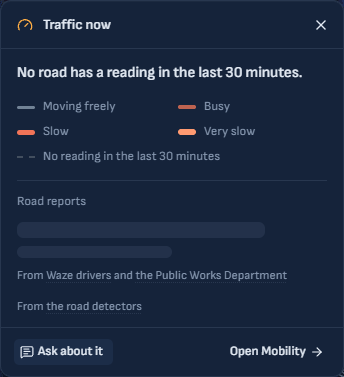 Traffic now
No road has a reading in the last 30 minutes.
Moving freely
Busy
Slow
Very slow
No reading in the last 30 minutes
Road reports
From Waze drivers and the Public Works Department
From the road detectors
Ask about it
Open Mobility →